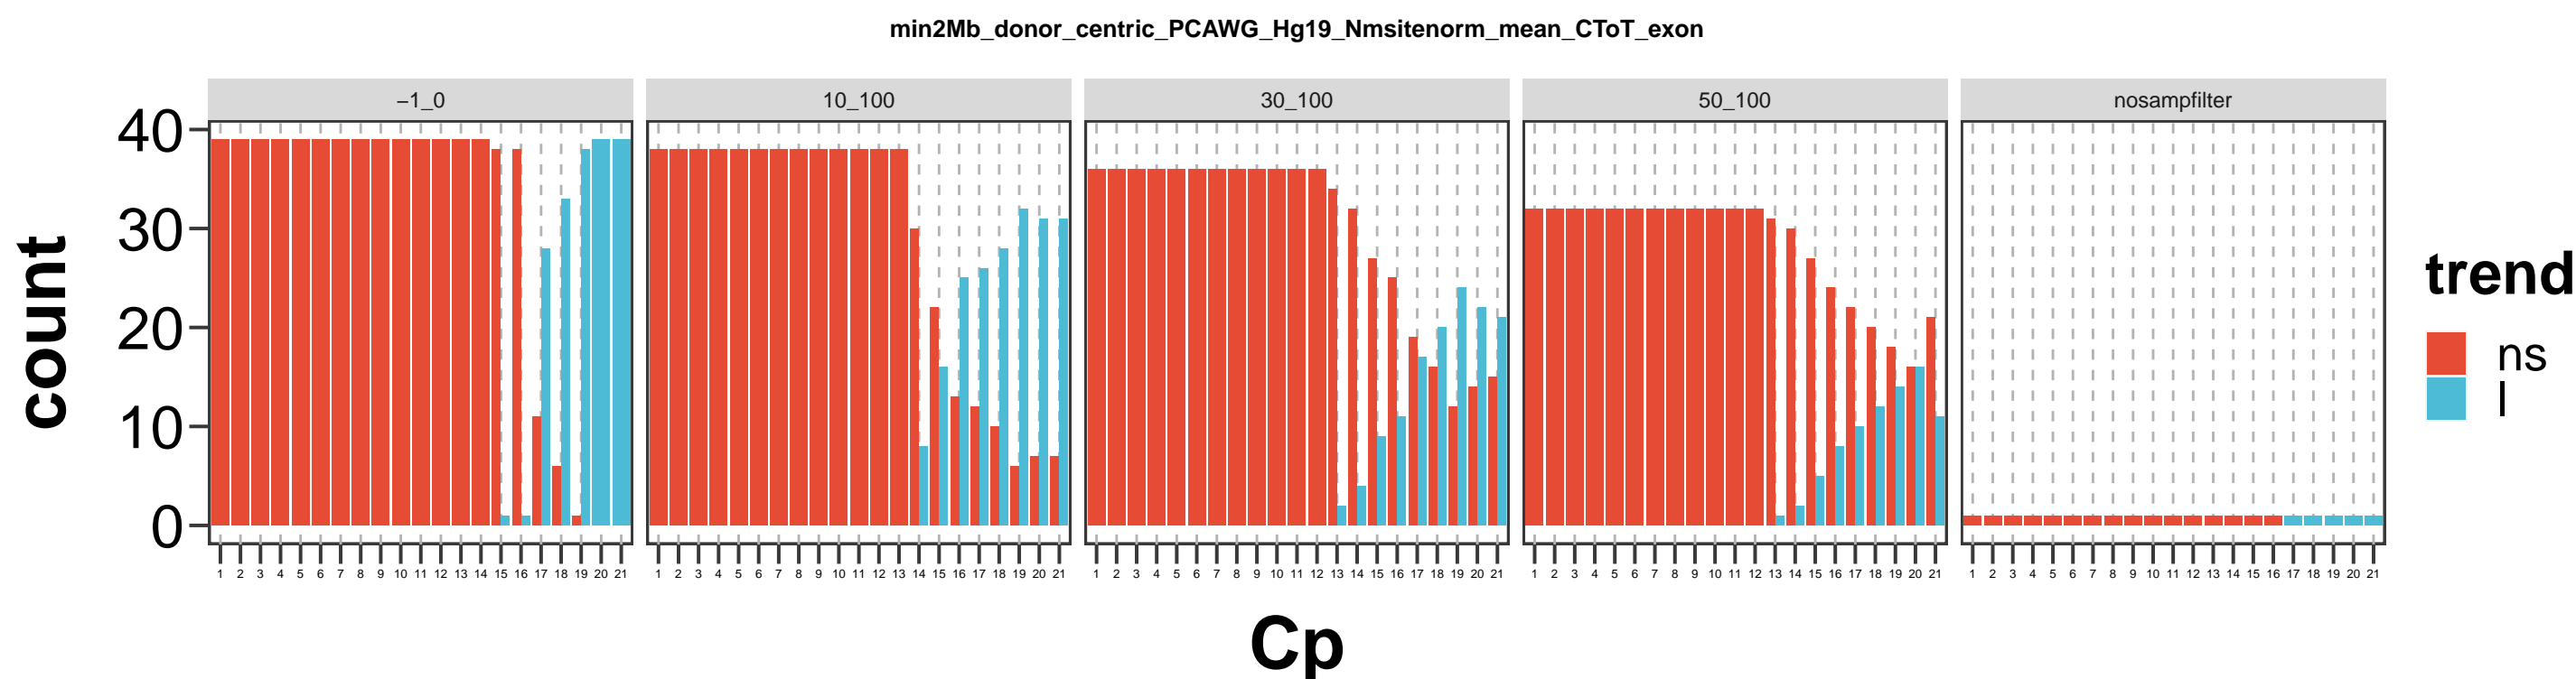 min2Mb_donor_centric_PCAWG_Hg19_Nmsitenorm_mean_CToT_exon
−1_0 10_100 30_100 50_100 nosampfilter
40
30
20
10
0
count
1 2 3 4 5 6 7 8 9 10 11 12 13 14 15 16 17 18 19 20 21
1 2 3 4 5 6 7 8 9 10 11 12 13 14 15 16 17 18 19 20 21
1 2 3 4 5 6 7 8 9 10 11 12 13 14 15 16 17 18 19 20 21
1 2 3 4 5 6 7 8 9 10 11 12 13 14 15 16 17 18 19 20 21
1 2 3 4 5 6 7 8 9 10 11 12 13 14 15 16 17 18 19 20 21
Cp
trend
ns
l